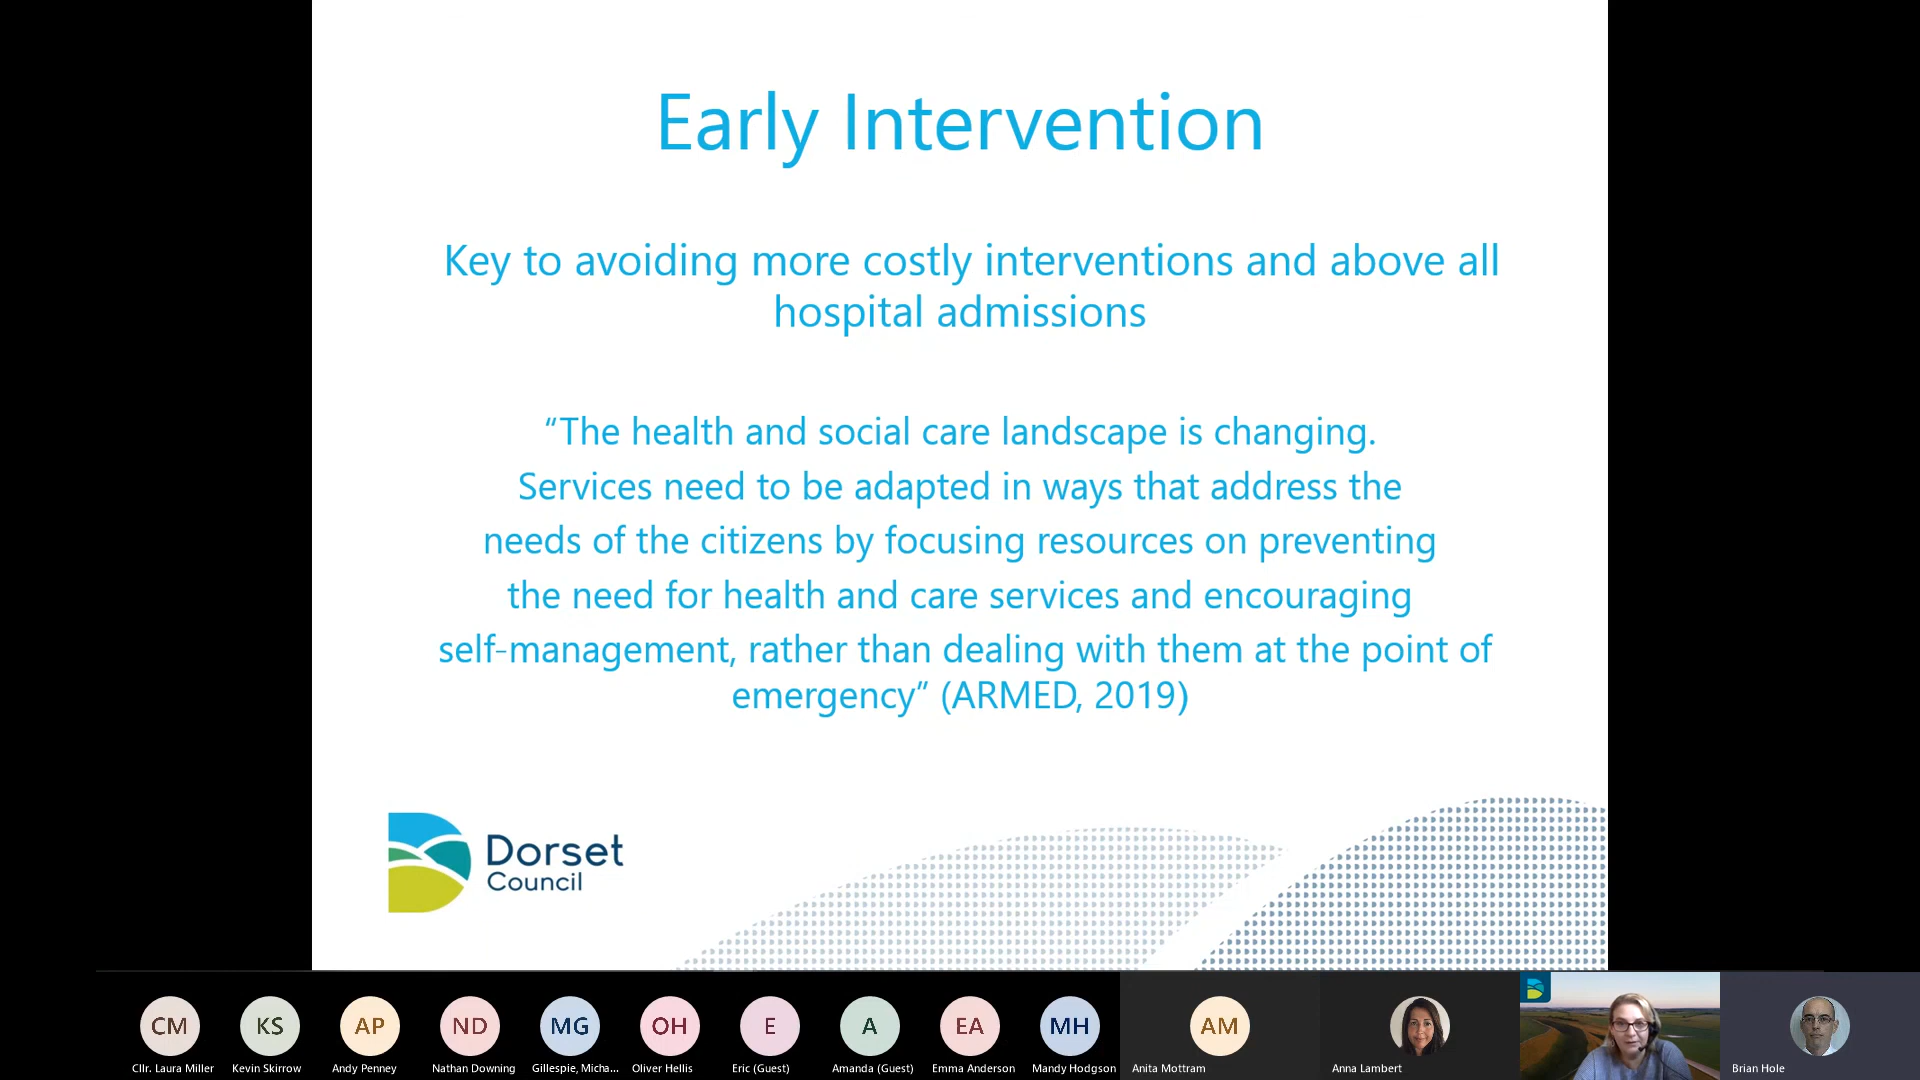 Early Intervention
Key to avoiding more costly interventions and above all
hospital admissions
“The health and social care landscape is changing.
Services need to be adapted in ways that address the
needs of the citizens by focusing resources on preventing
the need for health and care services and encouraging
self-management, rather than dealing with them at the point of
emergency” (ARMED, 2019)
Dorset
Council
CM
KS
AP
ND
MG
OH
E
A
EA
MH
AM
Cllr. Laura Miller
Kevin Skirrow
Andy Penney
Nathan Downing
Gillespie, Micha...
Oliver Hellis
Eric (Guest)
Amanda (Guest)
Emma Anderson
Mandy Hodgson
Anita Mottram
Anna Lambert
Brian Hole